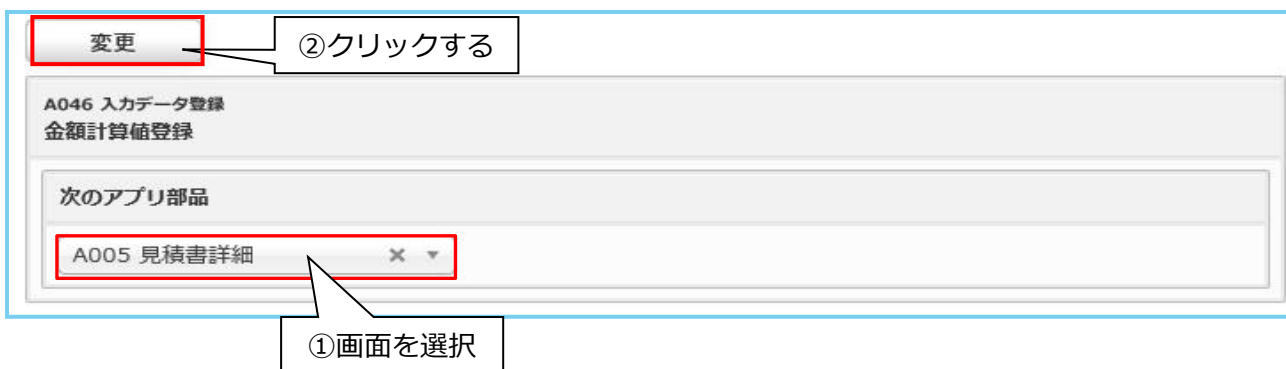 変更
②クリックする
A046 入力データ登録
金額計算値登録
次のアプリ部品
A005 見積書詳細
①画面を選択